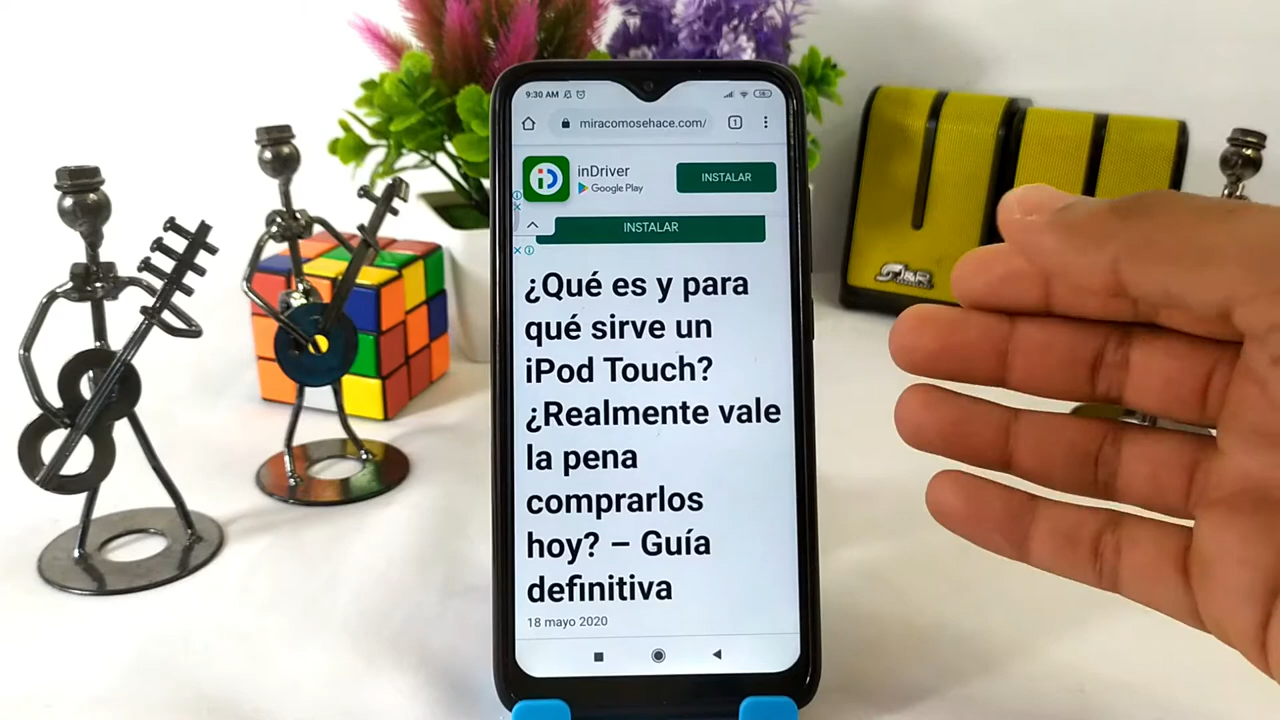 9:30 AM
58
miracomosehace.com/
1
inDriver
Google Play
INSTALAR
INSTALAR
¿Qué es y para
qué sirve un
iPod Touch?
¿Realmente vale
la pena
comprarlos
hoy? – Guía
definitiva
18 mayo 2020